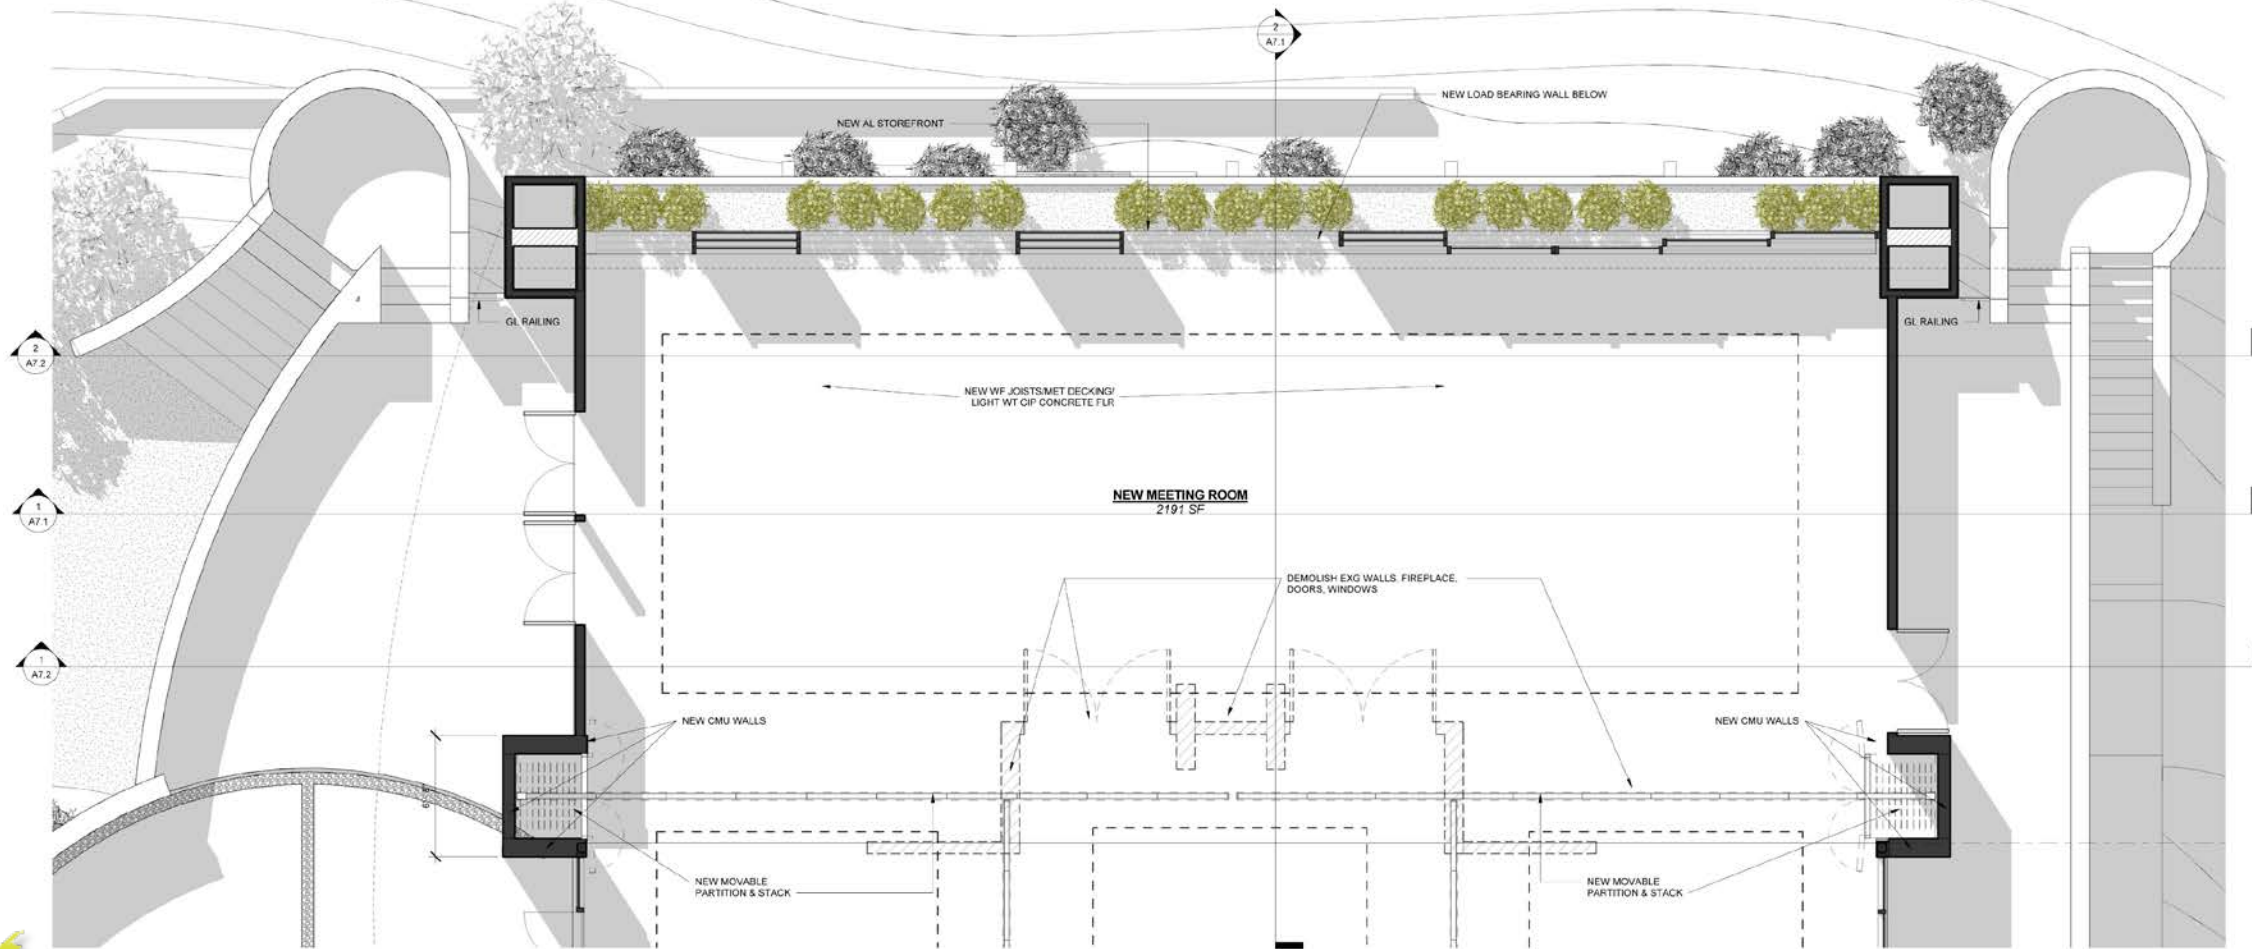 2
A7.1
NEW LOAD BEARING WALL BELOW
NEW AL STOREFRONT
GL RAILING
GL RAILING
2
A7.2
NEW WF JOISTS/MET DECKING/
LIGHT WT CIP CONCRETE FLR
NEW MEETING ROOM
2191 SF
1
A7.1
DEMOLISH EXG WALLS, FIREPLACE,
DOORS, WINDOWS
1
A7.2
NEW CMU WALLS
NEW CMU WALLS
NEW MOVABLE
PARTITION & STACK
NEW MOVABLE
PARTITION & STACK